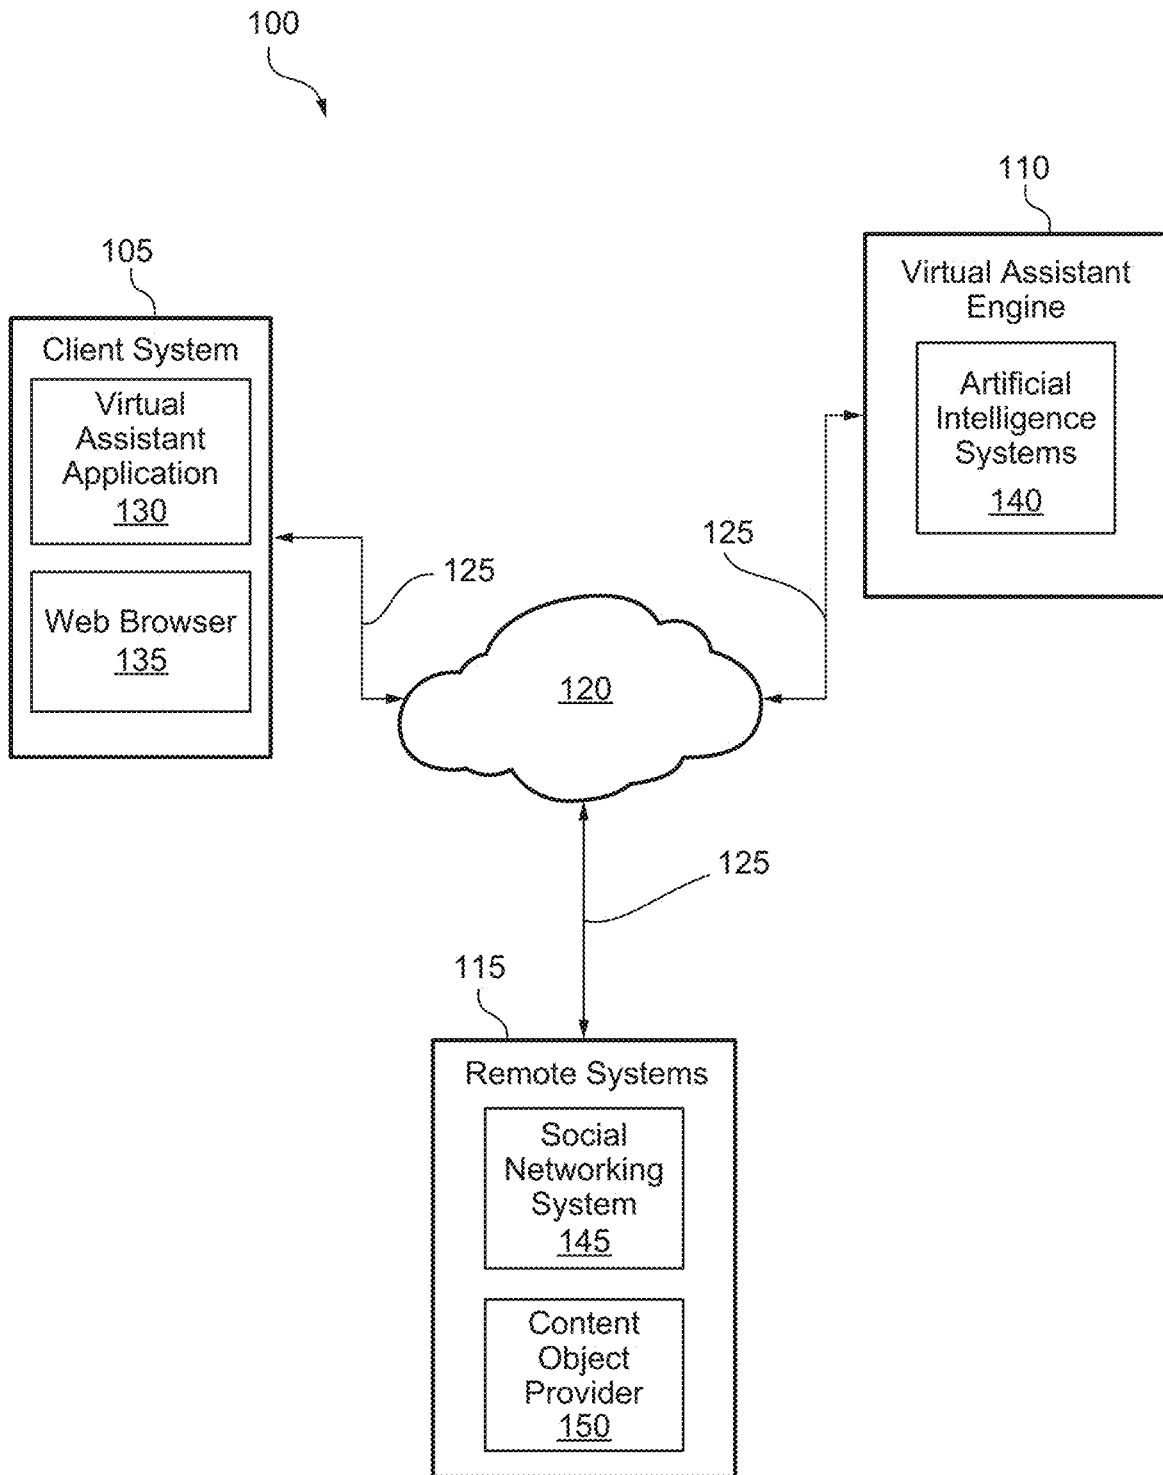 100
110
Virtual Assistant
Engine
Artificial
Intelligence
Systems
140
105
Client System
Virtual
Assistant
Application
130
Web Browser
135
125
125
120
125
115
Remote Systems
Social
Networking
System
145
Content
Object
Provider
150